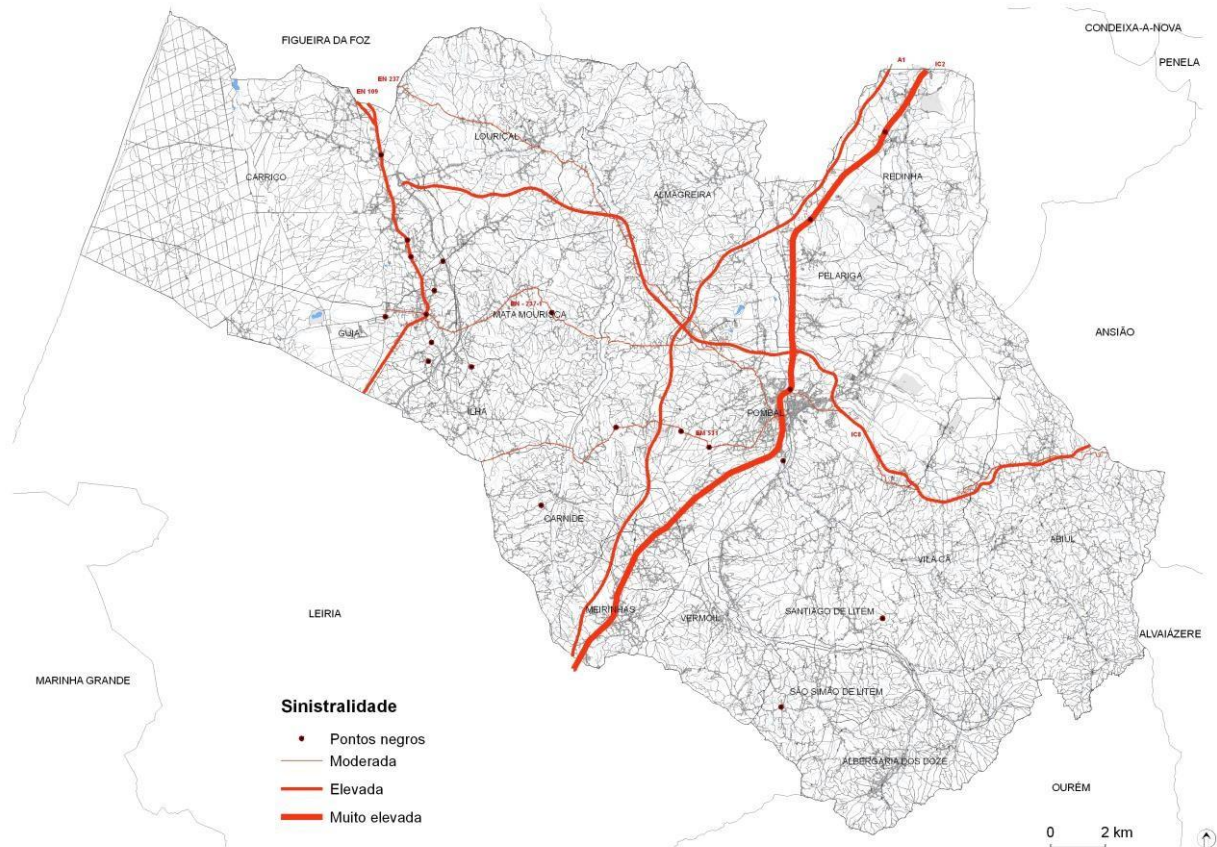 CONDEIXA-A-NOVA
FIGUEIRA DA FOZ
PENELA
A1
IC2
EN 237
EN 109
LOURIÇAL
CARRIÇO
REDINHA
ALMAGREIRA
PELARIGA
EN - 237-1
MATA MOURISCA
GUIA
ANSIÃO
ILHA
POMBAL
EM 531
IC8
CARNIDE
ABIUL
VILA CÃ
LEIRIA
MEIRINHAS
SANTIAGO DE LITÉM
VERMOIL
ALVAIÁZERE
MARINHA GRANDE
SÃO SIMÃO DE LITÉM
Sinistralidade
Pontos negros
Moderada
ALBERGARIA DOS DOZE
Elevada
OURÉM
Muito elevada
0 2 km